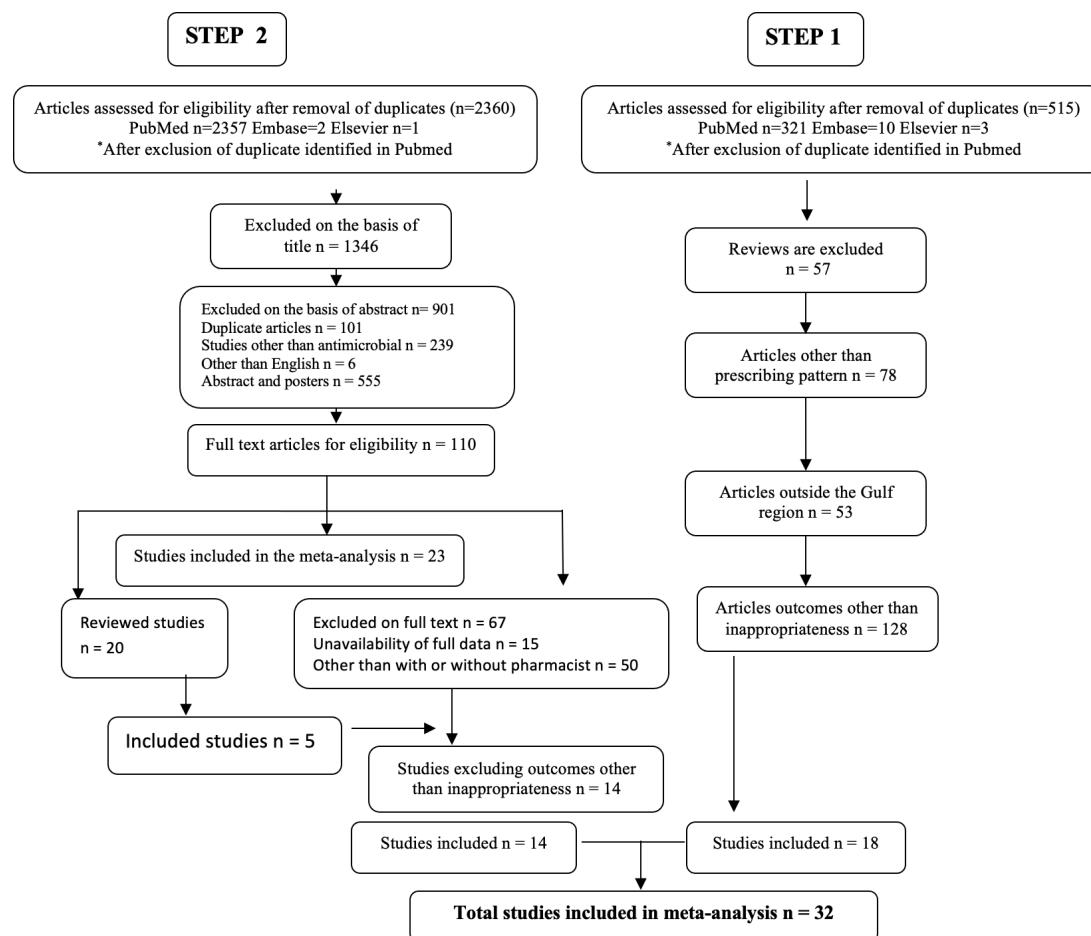 STEP 2
Articles assessed for eligibility after removal of duplicates (n=2360)
PubMed n=2357 Embase=2 Elsevier n=1
*After exclusion of duplicate identified in Pubmed
Excluded on the basis of
title n = 1346
Excluded on the basis of abstract n= 901
Duplicate articles n = 101
Studies other than antimicrobial n = 239
Other than English n = 6
Abstract and posters n = 555
Full text articles for eligibility n = 110
Studies included in the meta-analysis n = 23
Reviewed studies
n = 20
Excluded on full text n = 67
Unavailability of full data n = 15
Other than with or without pharmacist n = 50
Included studies n = 5
Studies excluding outcomes other
than inappropriateness n = 14
Studies included n = 14
STEP 1
Articles assessed for eligibility after removal of duplicates (n=515)
PubMed n=321 Embase=10 Elsevier n=3
*After exclusion of duplicate identified in Pubmed
Reviews are excluded
n = 57
Articles other than
prescribing pattern n = 78
Articles outside the Gulf
region n = 53
Articles outcomes other than
inappropriateness n = 128
Studies included n = 18
Total studies included in meta-analysis n = 32